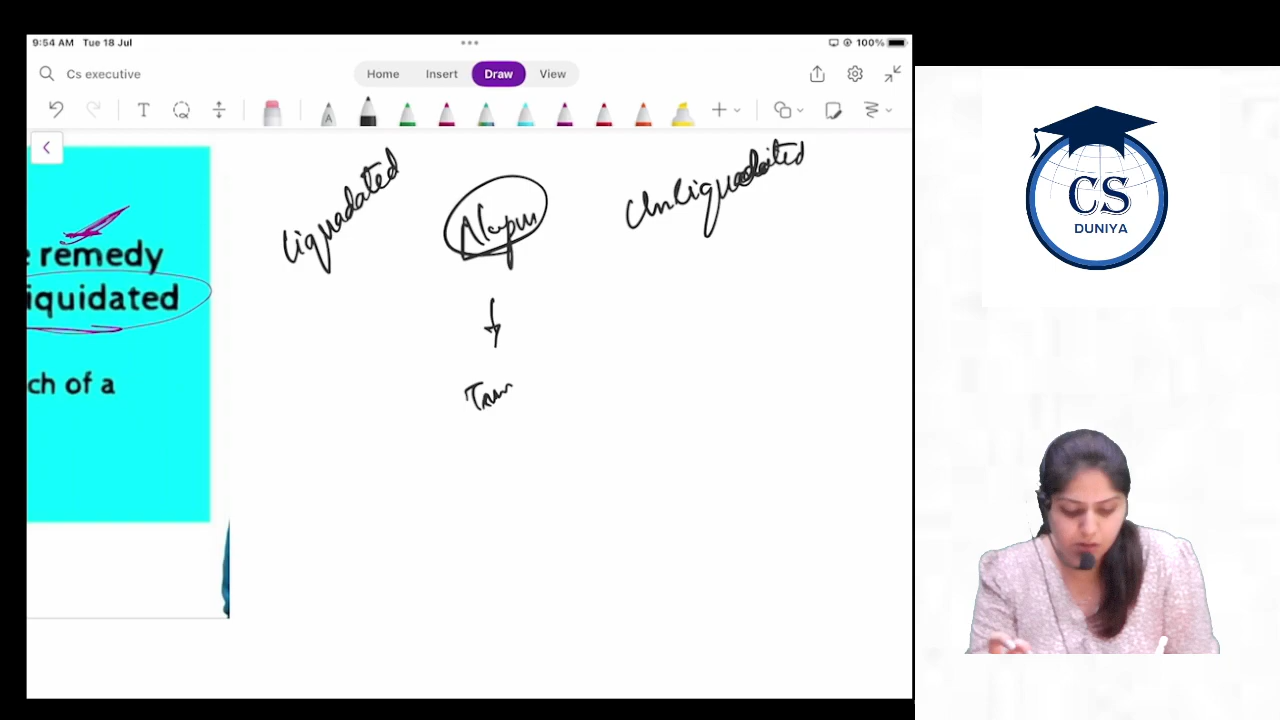 9:54 AM Tue 18 Jul
100%
Cs executive
Home Insert Draw View
T
A
remedy
iquidated
ch of a
liquadated
Unliquadaited
CS
DUNIYA